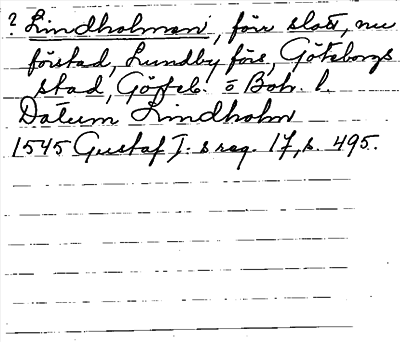 ? Lindholmen, förr slott, nu
förstad, Lundby förs, Göteborgs
stad, Göteb. o Boh. l.
Datum Lindholm
1545 Gustaf I:s reg. 17, s. 495.